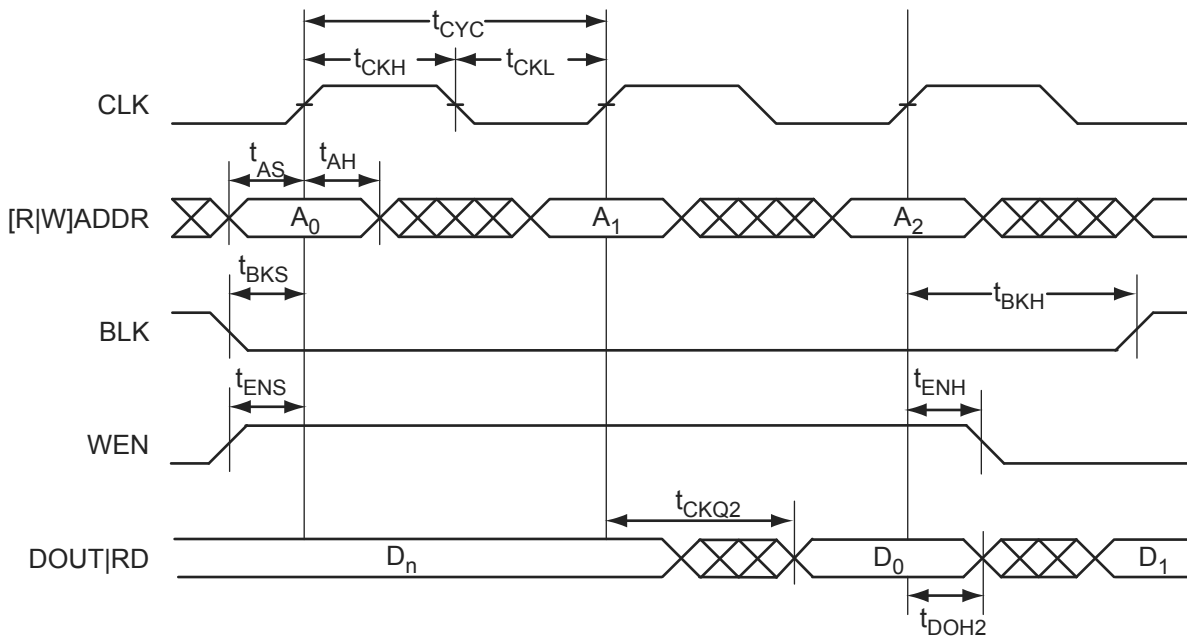 tCYC
tCKH tCKL
CLK
tAS tAH
[R|W]ADDR A0 A1 A2
tBKS tBKH
BLK
tENS tENH
WEN
tCKQ2
DOUT|RD Dn D0 D1
tDOH2